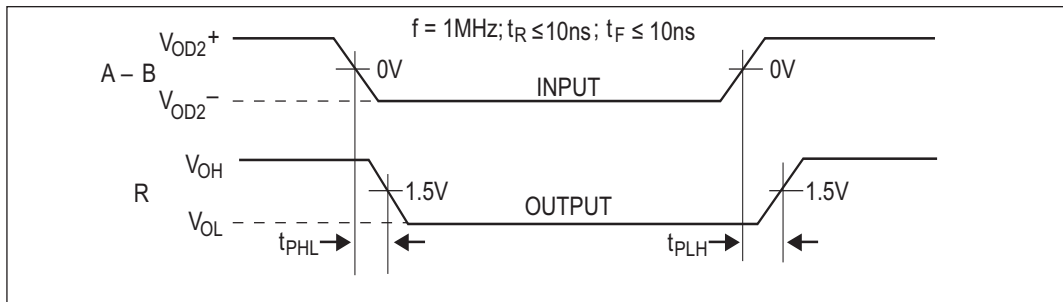 f = 1MHz; tR ≤10ns; tF ≤ 10ns
VOD2+
A – B
0V
0V
INPUT
VOD2–
VOH
R
1.5V
1.5V
OUTPUT
VOL
tPHL
tPLH